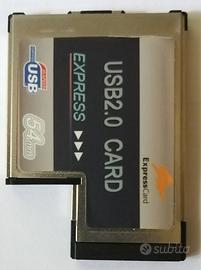 USB2.0 CARD
EXPRESS
USB
54mm
ExpressCard
subito